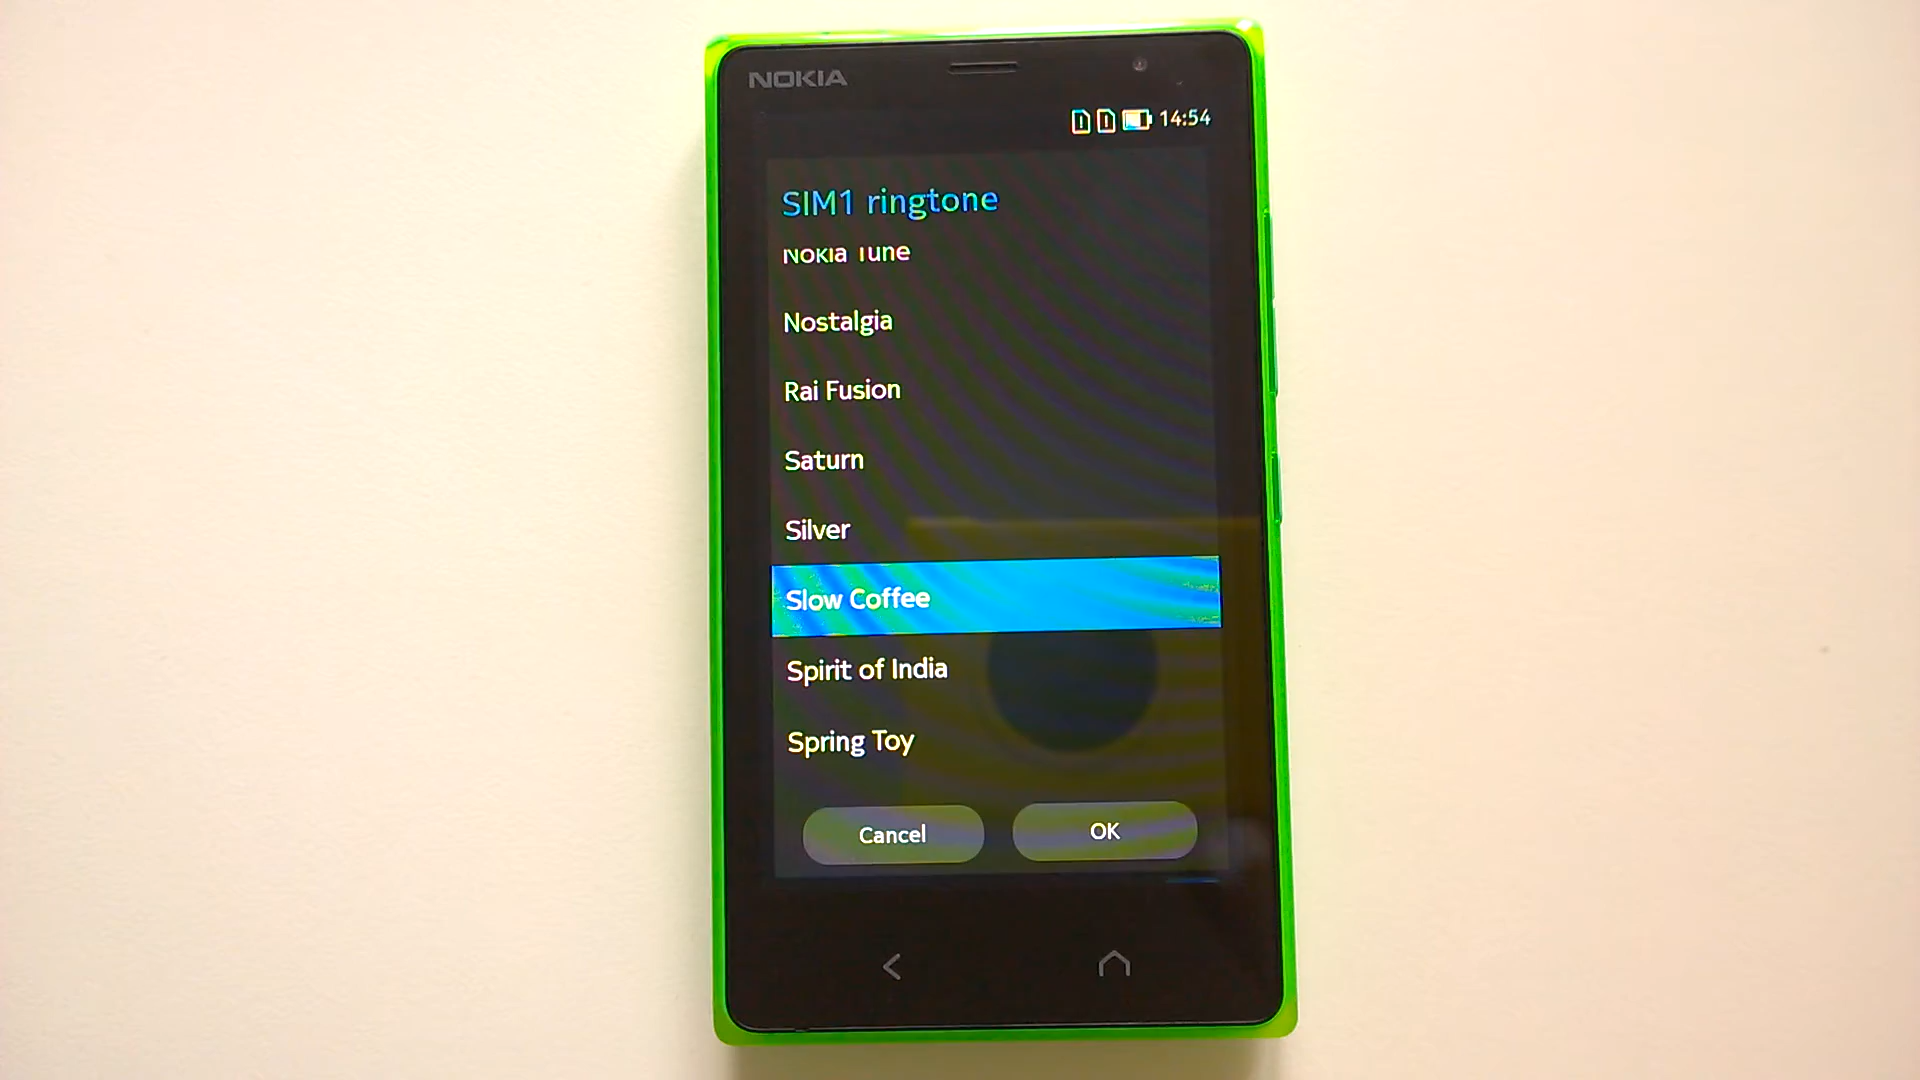 NOKIA
14:54
SIM1 ringtone
Nokia Tune
Nostalgia
Rai Fusion
Saturn
Silver
Slow Coffee
Spirit of India
Spring Toy
Cancel OK